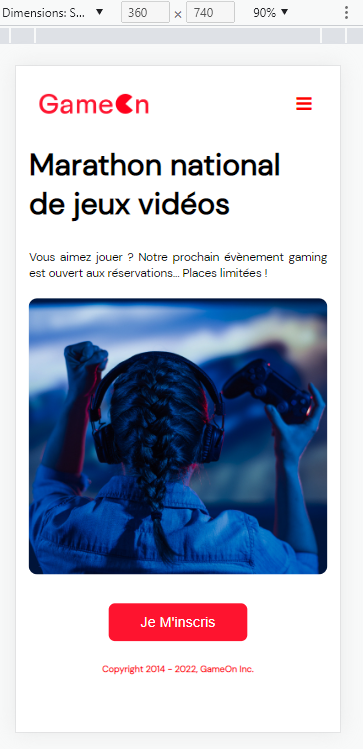 Dimensions: S...
360
×
740
90%
GameOn
Marathon national
de jeux vidéos
Vous aimez jouer ? Notre prochain évènement gaming
est ouvert aux réservations... Places limitées !
Je M'inscris
Copyright 2014 - 2022, GameOn Inc.